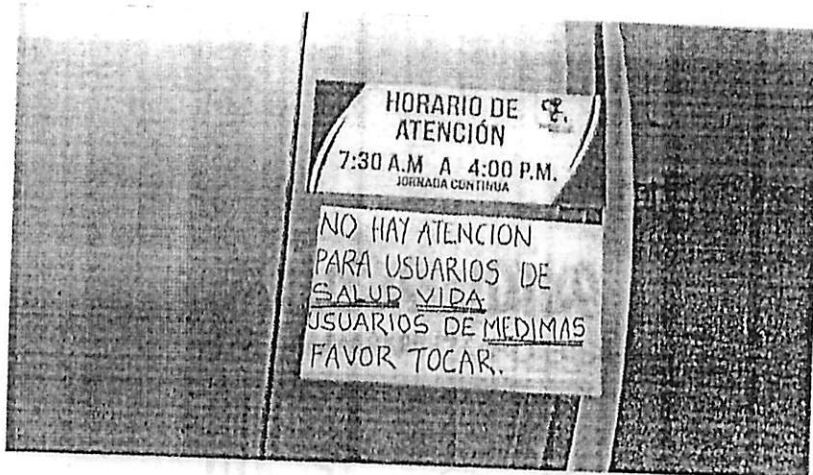 HORARIO DE
ATENCIÓN
7:30 A.M A 4:00 P.M.
JORNADA CONTINUA
NO HAY ATENCION
PARA USUARIOS DE
SALUD VIDA
USUARIOS DE MEDIMAS
FAVOR TOCAR.